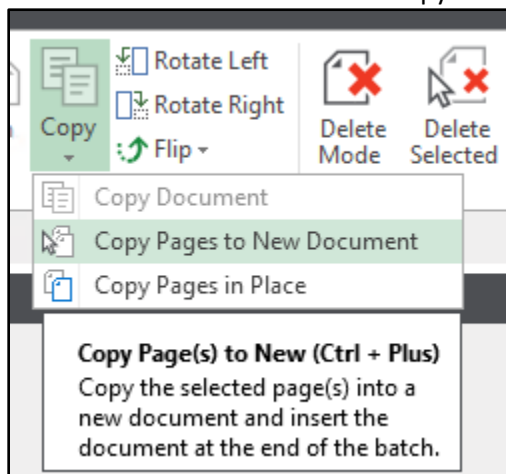 Copy
Rotate Left
Rotate Right
Flip
Delete Mode
Delete Selected
Copy Document
Copy Pages to New Document
Copy Pages in Place
Copy Page(s) to New (Ctrl + Plus)
Copy the selected page(s) into a
new document and insert the
document at the end of the batch.